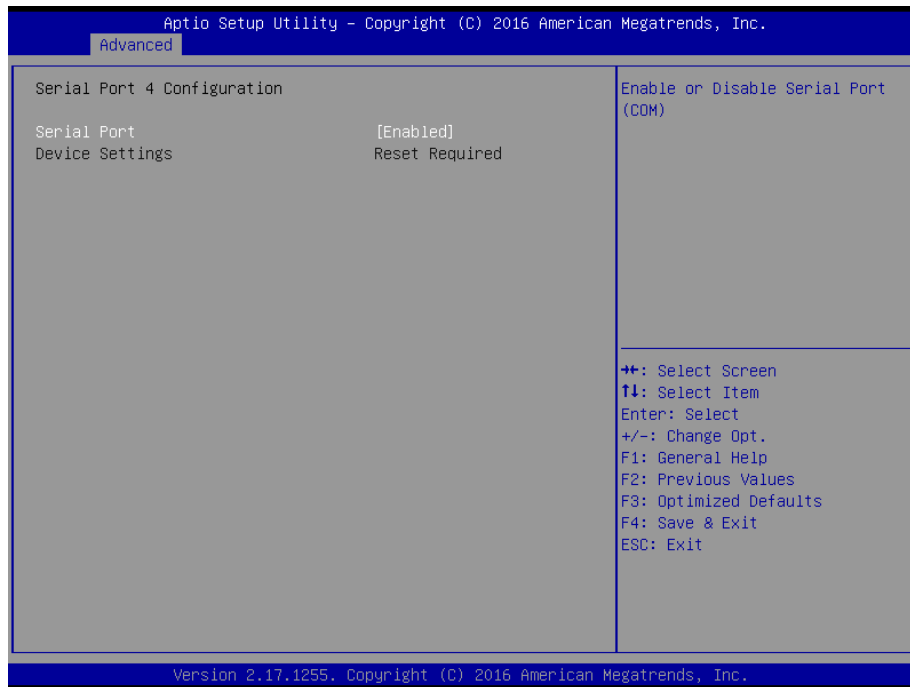 Aptio Setup Utility – Copyright (C) 2016 American Megatrends, Inc.
Advanced
Serial Port 4 Configuration
Serial Port [Enabled]
Device Settings Reset Required
Enable or Disable Serial Port
(COM)
→←: Select Screen
↑↓: Select Item
Enter: Select
+/-: Change Opt.
F1: General Help
F2: Previous Values
F3: Optimized Defaults
F4: Save & Exit
ESC: Exit
Version 2.17.1255. Copyright (C) 2016 American Megatrends, Inc.